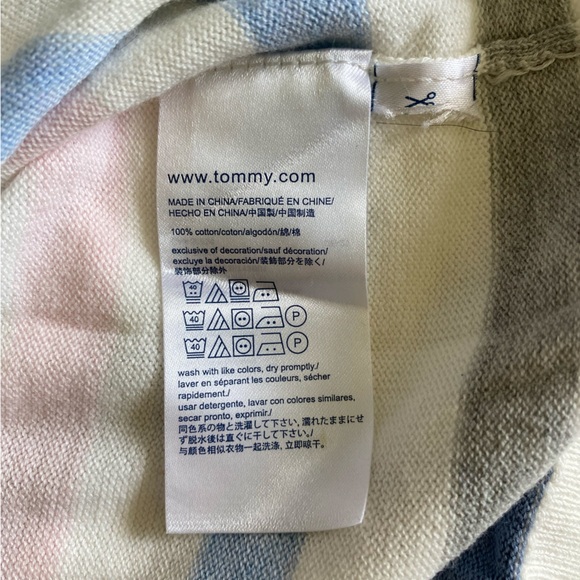 www.tommy.com
MADE IN CHINA/FABRIQUÉ EN CHINE/
HECHO EN CHINA/中国製/中国制造
100% cotton/coton/algodón/綿/棉
exclusive of decoration/sauf décoration/
excluye la decoración/装飾部分を除く/
装饰部分除外
40
40 P
40 P
wash with like colors, dry promptly./
laver en séparant les couleurs, sécher
rapidement./
usar detergente, lavar con colores similares,
secar pronto, exprimir./
同色系の物と洗濯して下さい, 濡れたままにせ
ず脱水後は直ぐに干して下さい./
与颜色相似衣物一起洗涤, 立即晾干。